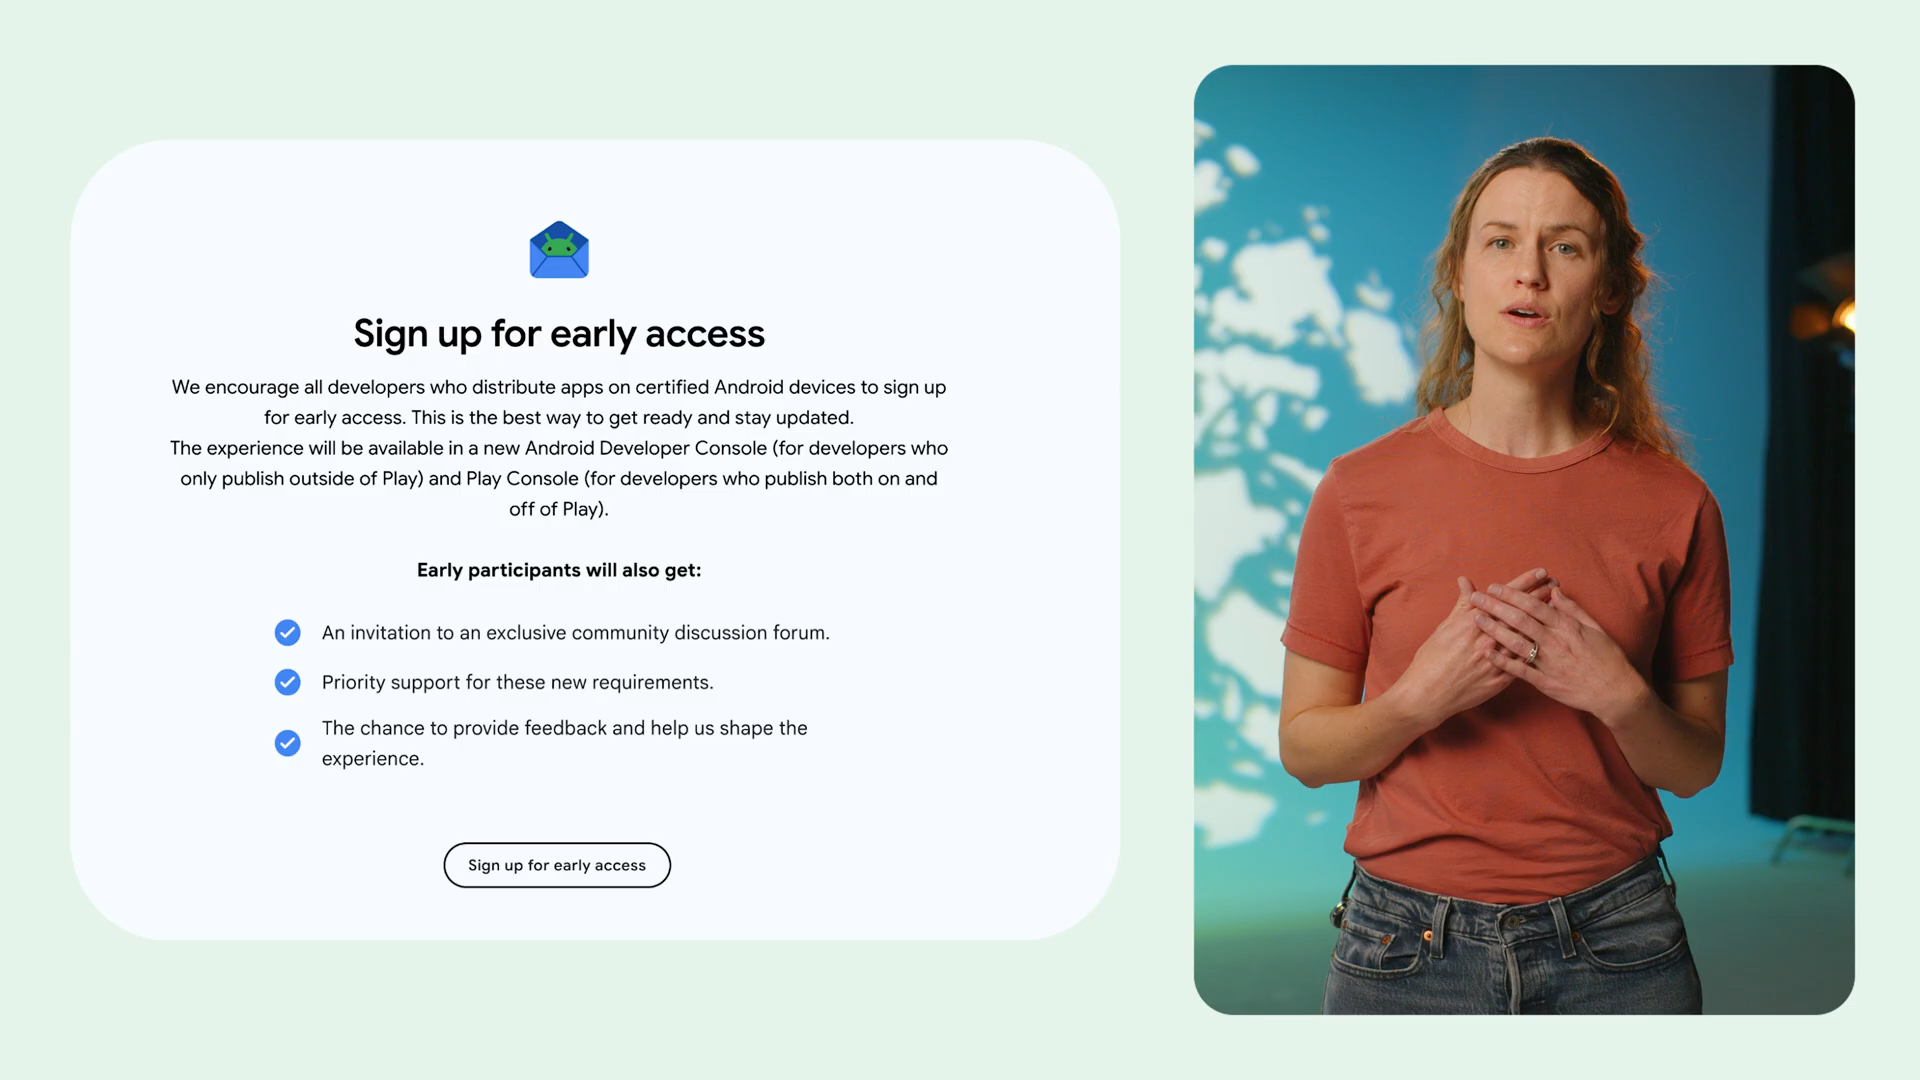 Sign up for early access
We encourage all developers who distribute apps on certified Android devices to sign up
for early access. This is the best way to get ready and stay updated.
The experience will be available in a new Android Developer Console (for developers who
only publish outside of Play) and Play Console (for developers who publish both on and
off of Play).
Early participants will also get:
An invitation to an exclusive community discussion forum.
Priority support for these new requirements.
The chance to provide feedback and help us shape the
experience.
Sign up for early access